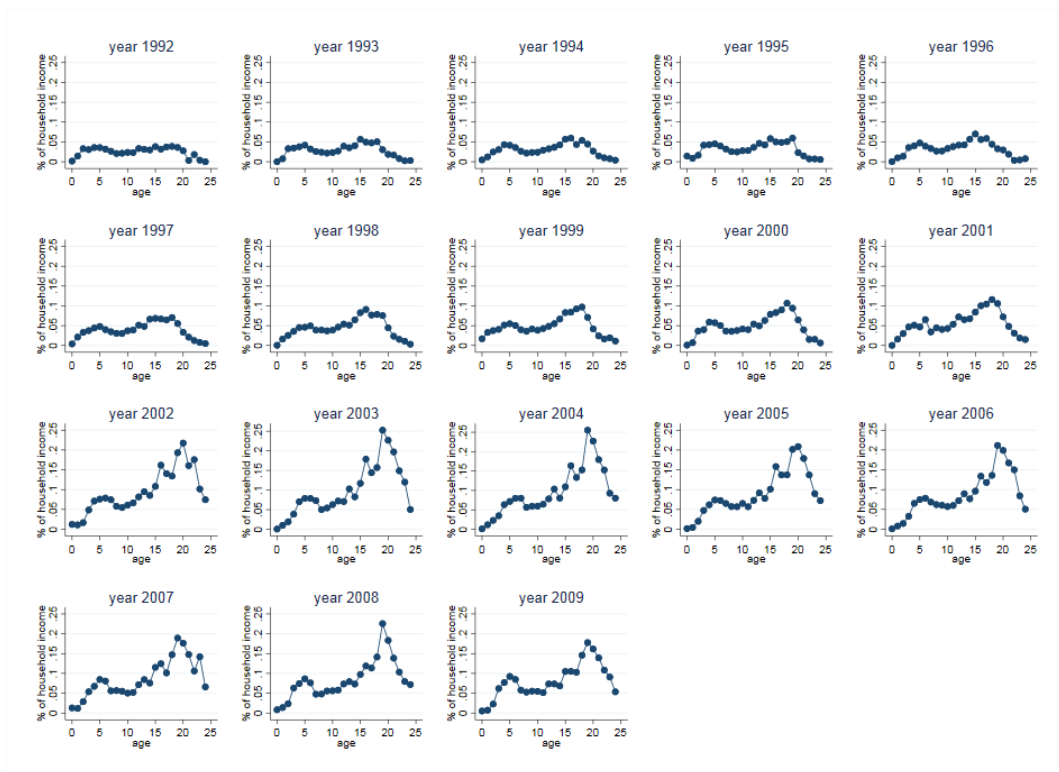 year 1992
% of household income
0 .05 .1 .15 .2 .25
0 5 10 15 20 25
age
year 1993
% of household income
0 .05 .1 .15 .2 .25
0 5 10 15 20 25
age
year 1994
% of household income
0 .05 .1 .15 .2 .25
0 5 10 15 20 25
age
year 1995
% of household income
0 .05 .1 .15 .2 .25
0 5 10 15 20 25
age
year 1996
% of household income
0 .05 .1 .15 .2 .25
0 5 10 15 20 25
age
year 1997
% of household income
0 .05 .1 .15 .2 .25
0 5 10 15 20 25
age
year 1998
% of household income
0 .05 .1 .15 .2 .25
0 5 10 15 20 25
age
year 1999
% of household income
0 .05 .1 .15 .2 .25
0 5 10 15 20 25
age
year 2000
% of household income
0 .05 .1 .15 .2 .25
0 5 10 15 20 25
age
year 2001
% of household income
0 .05 .1 .15 .2 .25
0 5 10 15 20 25
age
year 2002
% of household income
0 .05 .1 .15 .2 .25
0 5 10 15 20 25
age
year 2003
% of household income
0 .05 .1 .15 .2 .25
0 5 10 15 20 25
age
year 2004
% of household income
0 .05 .1 .15 .2 .25
0 5 10 15 20 25
age
year 2005
% of household income
0 .05 .1 .15 .2 .25
0 5 10 15 20 25
age
year 2006
% of household income
0 .05 .1 .15 .2 .25
0 5 10 15 20 25
age
year 2007
% of household income
0 .05 .1 .15 .2 .25
0 5 10 15 20 25
age
year 2008
% of household income
0 .05 .1 .15 .2 .25
0 5 10 15 20 25
age
year 2009
% of household income
0 .05 .1 .15 .2 .25
0 5 10 15 20 25
age